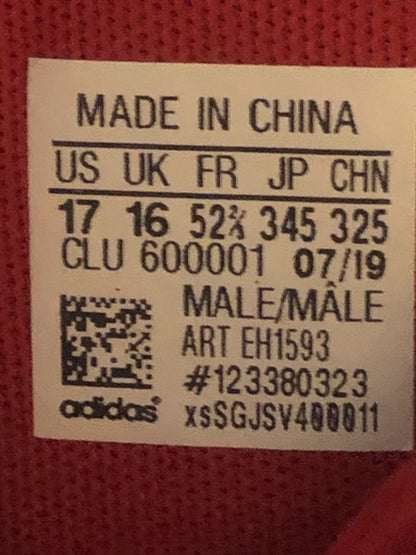 MADE IN CHINA
US UK FR JP CHN
17 16 52⅔ 345 325
CLU 600001 07/19
MALE/MÂLE
ART EH1593
#123380323
adidas® xsSGJSV400011